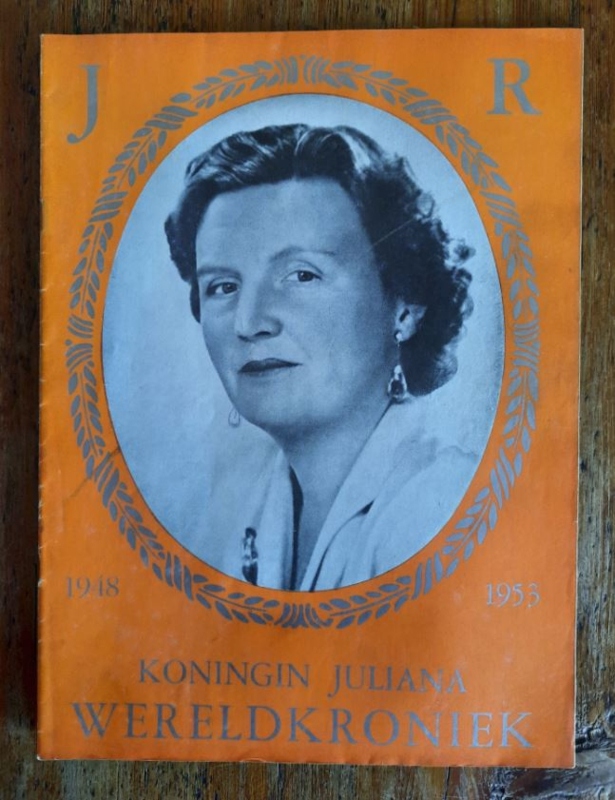 J R
1948 1953
KONINGIN JULIANA
WERELDKRONIEK